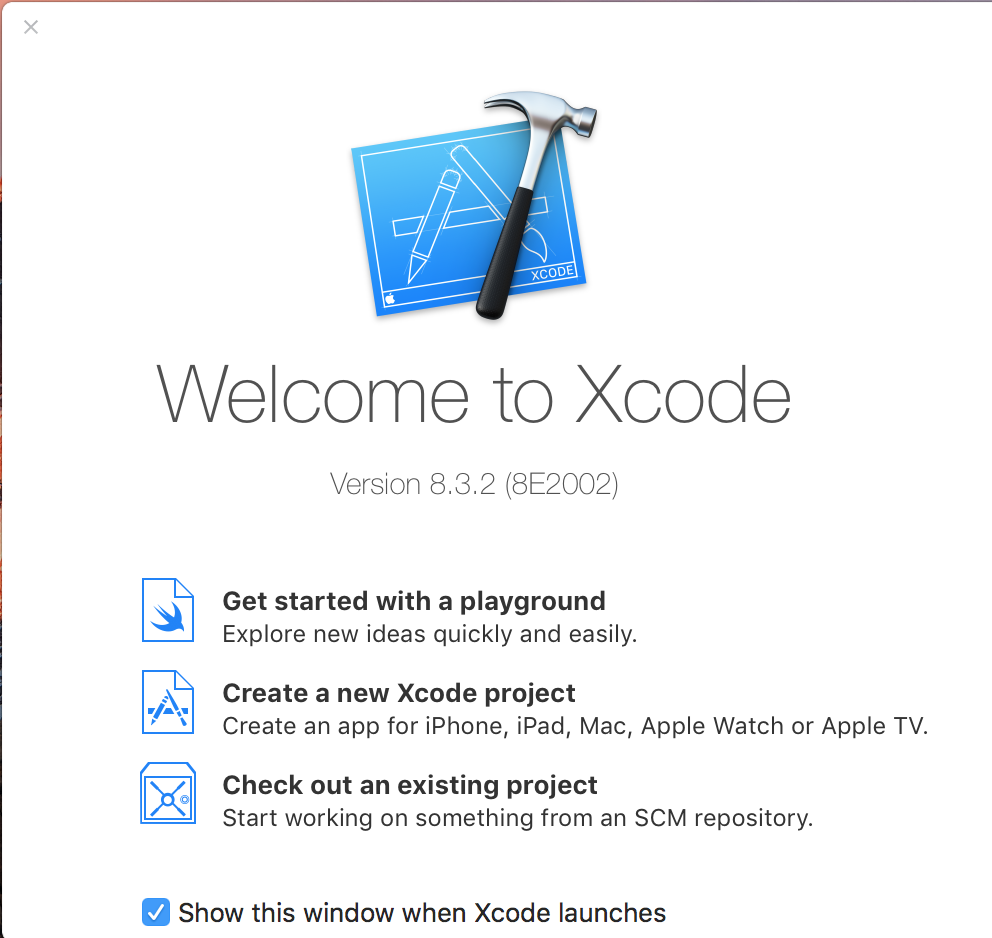 XCODE
Welcome to Xcode
Version 8.3.2 (8E2002)
Get started with a playground
Explore new ideas quickly and easily.
Create a new Xcode project
Create an app for iPhone, iPad, Mac, Apple Watch or Apple TV.
Check out an existing project
Start working on something from an SCM repository.
Show this window when Xcode launches